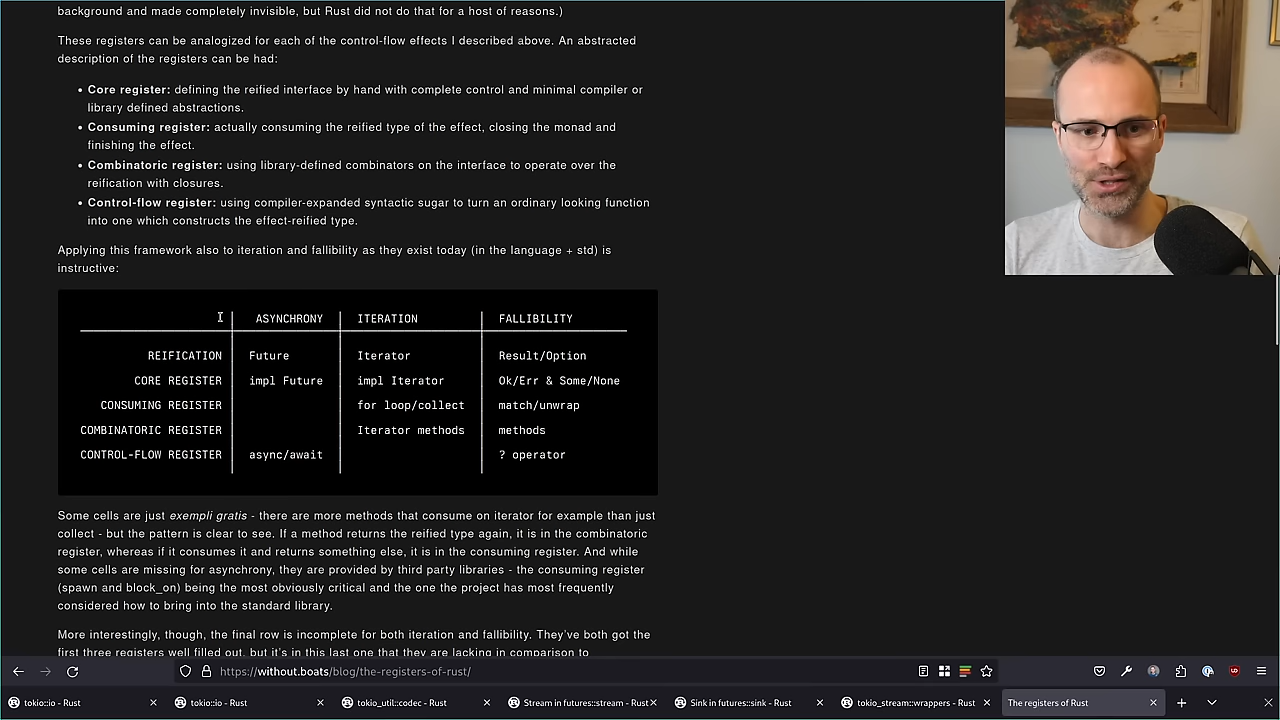 background and made completely invisible, but Rust did not do that for a host of reasons.)
These registers can be analogized for each of the control-flow effects I described above. An abstracted
description of the registers can be had:
• Core register: defining the reified interface by hand with complete control and minimal compiler or
library defined abstractions.
• Consuming register: actually consuming the reified type of the effect, closing the monad and
finishing the effect.
• Combinatoric register: using library-defined combinators on the interface to operate over the
reification with closures.
• Control-flow register: using compiler-expanded syntactic sugar to turn an ordinary looking function
into one which constructs the effect-reified type.
Applying this framework also to iteration and fallibility as they exist today (in the language + std) is
instructive:
ASYNCHRONY ITERATION FALLIBILITY
REIFICATION Future Iterator Result/Option
CORE REGISTER impl Future impl Iterator Ok/Err & Some/None
CONSUMING REGISTER for loop/collect match/unwrap
COMBINATORIC REGISTER Iterator methods methods
CONTROL-FLOW REGISTER async/await ? operator
Some cells are just exempli gratis - there are more methods that consume on iterator for example than just
collect - but the pattern is clear to see. If a method returns the reified type again, it is in the combinatoric
register, whereas if it consumes it and returns something else, it is in the consuming register. And while
some cells are missing for asynchrony, they are provided by third party libraries - the consuming register
(spawn and block_on) being the most obviously critical and the one the project has most frequently
considered how to bring into the standard library.
More interestingly, though, the final row is incomplete for both iteration and fallibility. They've both got the
first three registers well filled out, but it's in this last one that they are lacking in comparison to
https://without.boats/blog/the-registers-of-rust/
tokio::io - Rust
tokio::io - Rust
tokio_util::codec - Rust
Stream in futures::stream - Rust
Sink in futures::sink - Rust
tokio_stream::wrappers - Rust
The registers of Rust